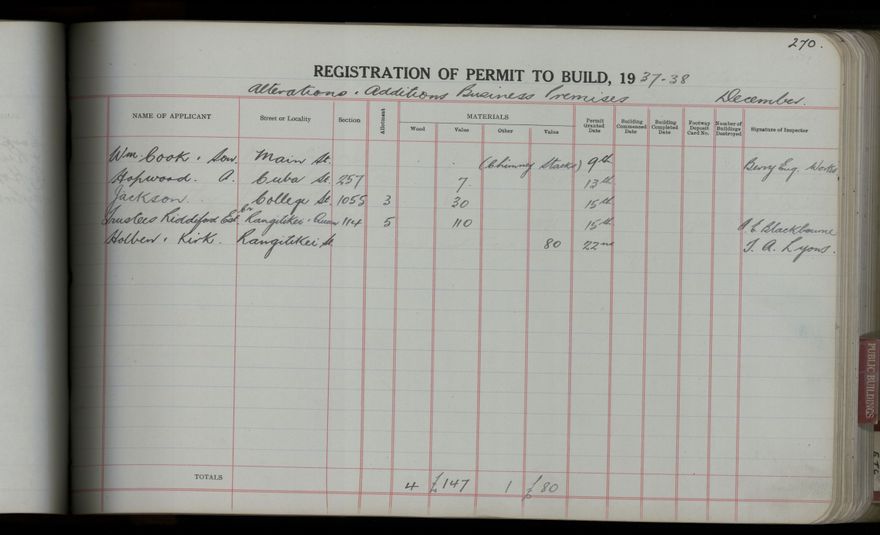 270.
REGISTRATION OF PERMIT TO BUILD, 1937-38
Alterations & Additions Business Premises December.
NAME OF APPLICANT Street or Locality Section Allotment MATERIALS Permit Granted Date Building Commenced Date Building Completed Date Footway Deposit Card No. Number of Buildings Destroyed Signature of Inspector
Wood Value Other Value
Wm. Cook & Son. Main St. (Chimney Stacks) 9th Berry Eng. Works.
Hopwood. A. Cuba St. 257 7. 13th
Jackson. College St. 1055 3 30 15th
Trustees Riddiford Est. Cr. Rangitikei & Queen 114 5 110 15th Blackbourne
Holben & Kirk. Rangitikei St 80 22nd T. A. Lyons.
TOTALS 4 £147 1 £80
PUBLIC BUILDINGS